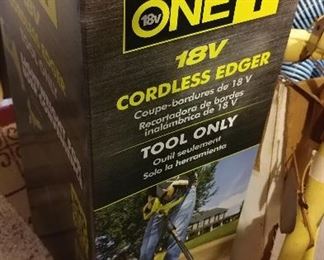 18V
ONE+
18V
CORDLESS EDGER
Coupe-bordures de 18 V
Recortadora de bordes
inalámbrica de 18 V
TOOL ONLY
Outil seulement
Solo la herramienta